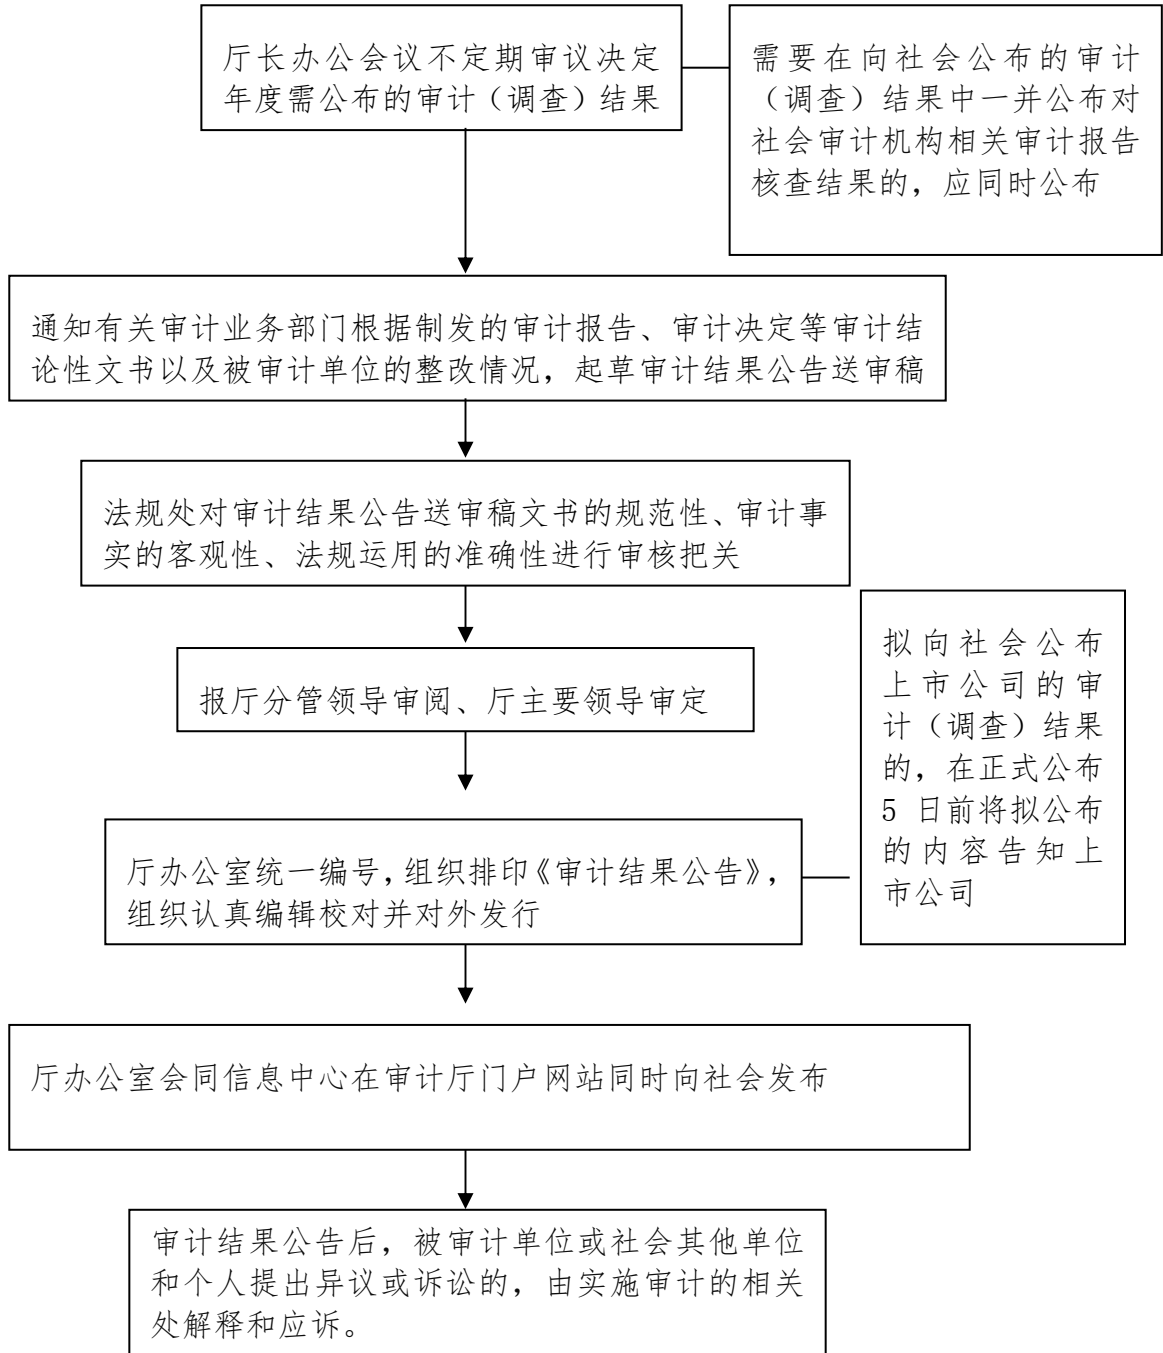 厅长办公会议不定期审议决定
年度需公布的审计（调查）结果
需要在向社会公布的审计
（调查）结果中一并公布对
社会审计机构相关审计报告
核查结果的，应同时公布
通知有关审计业务部门根据制发的审计报告、审计决定等审计结
论性文书以及被审计单位的整改情况，起草审计结果公告送审稿
法规处对审计结果公告送审稿文书的规范性、审计事
实的客观性、法规运用的准确性进行审核把关
报厅分管领导审阅、厅主要领导审定
拟向社会公布
上市公司的审
计（调查）结果
的，在正式公布
5 日前将拟公布
的内容告知上
市公司
厅办公室统一编号，组织排印《审计结果公告》，
组织认真编辑校对并对外发行
厅办公室会同信息中心在审计厅门户网站同时向社会发布
审计结果公告后，被审计单位或社会其他单位
和个人提出异议或诉讼的，由实施审计的相关
处解释和应诉。